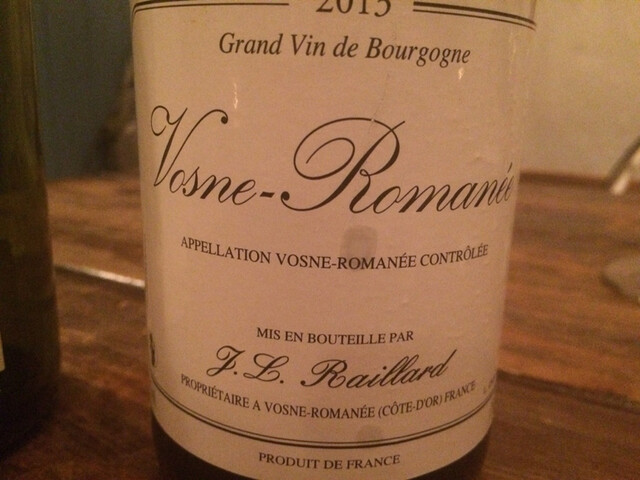 2013
Grand Vin de Bourgogne
Vosne-Romanée
APPELLATION VOSNE-ROMANÉE CONTRÔLÉE
MIS EN BOUTEILLE PAR
J.L. Raillard
PROPRIÉTAIRE A VOSNE-ROMANÉE (CÔTE-D'OR) FRANCE
PRODUIT DE FRANCE